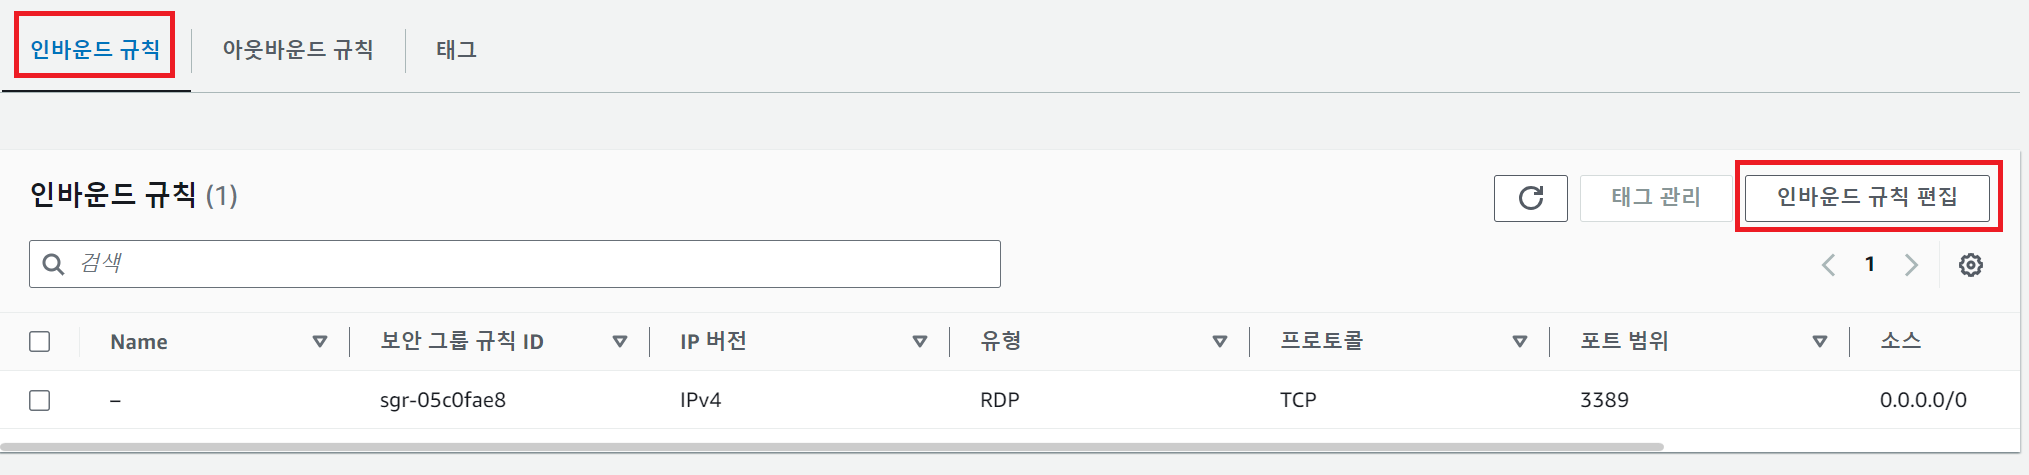 인바운드 규칙 아웃바운드 규칙 태그
인바운드 규칙 (1) 태그 관리 인바운드 규칙 편집
검색 1
Name 보안 그룹 규칙 ID IP 버전 유형 프로토콜 포트 범위 소스
– sgr-05c0fae8 IPv4 RDP TCP 3389 0.0.0.0/0